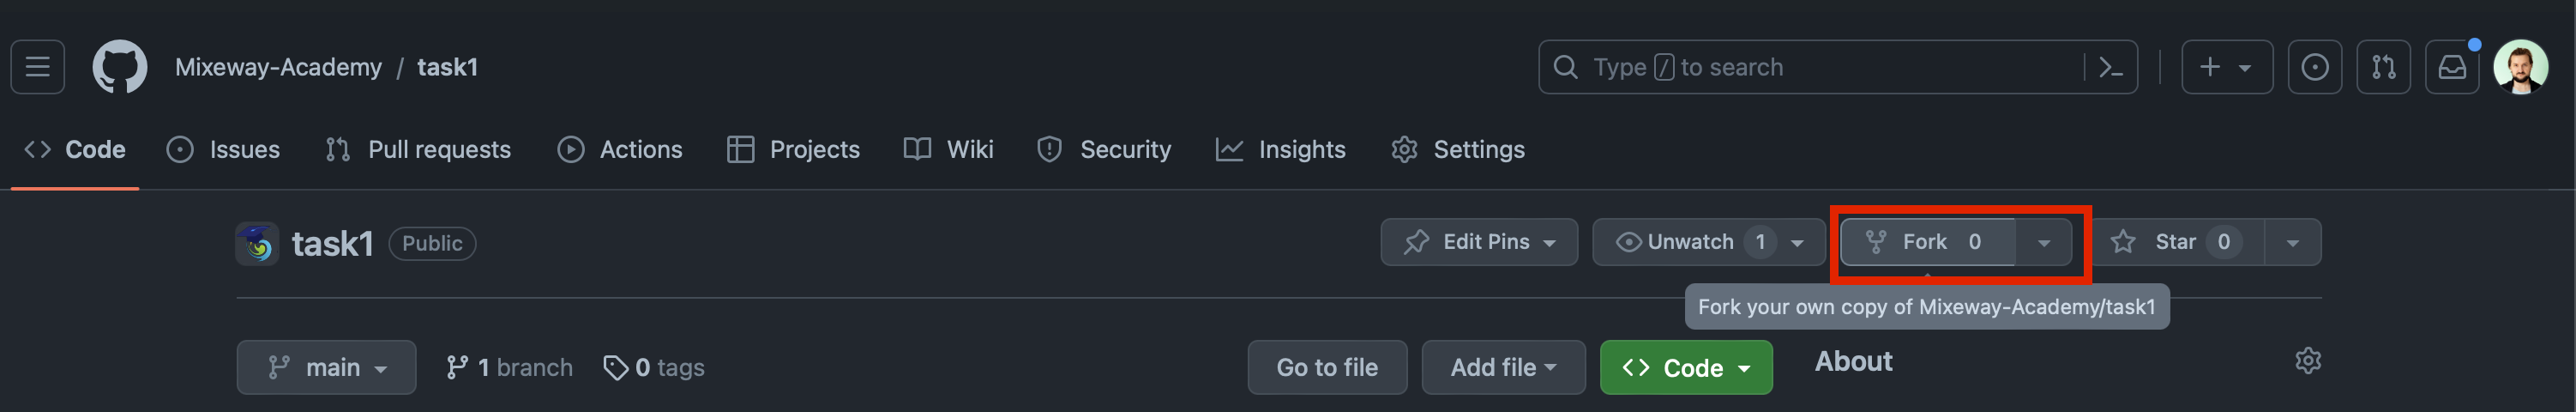 Mixeway-Academy / task1
Type / to search
Code Issues Pull requests Actions Projects Wiki Security Insights Settings
task1 Public
Edit Pins Unwatch 1 Fork 0 Star 0
Fork your own copy of Mixeway-Academy/task1
main 1 branch 0 tags Go to file Add file Code About